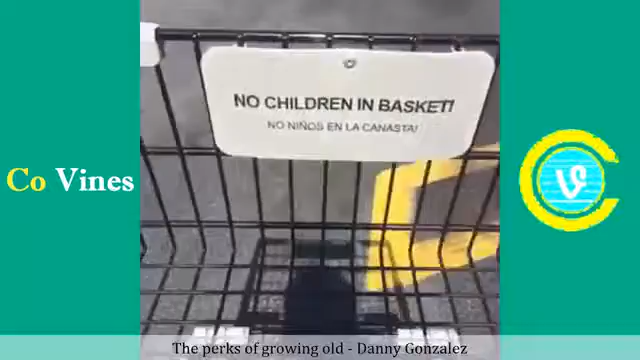 NO CHILDREN IN BASKET!
NO NIÑOS EN LA CANASTA!
Co Vines
The perks of growing old - Danny Gonzalez